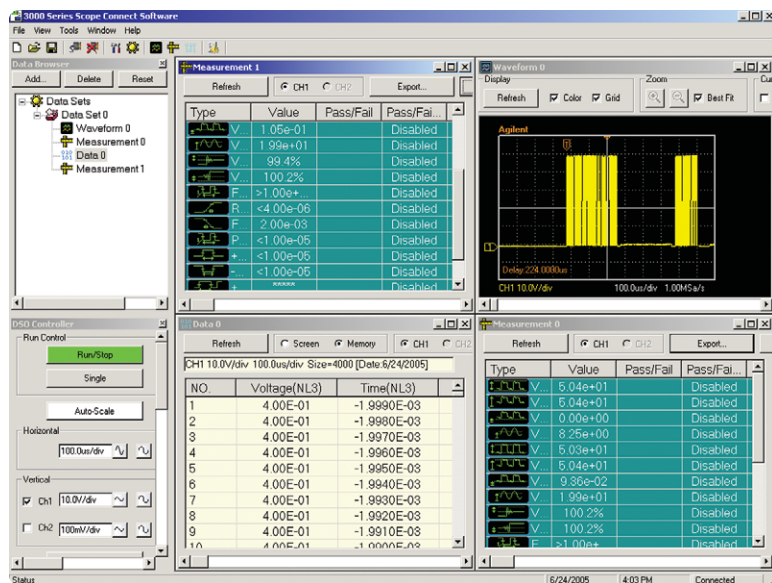 3000 Series Scope Connect Software
File View Tools Window Help
Data Browser
Add... Delete Reset
Data Sets
Data Set 0
Waveform 0
Measurement 0
Data 0
Measurement 1
Measurement 1
Refresh CH1 CH2 Export...
Type Value Pass/Fail Pass/Fai...
V... 1.05e-01 Disabled
V... 1.99e+01 Disabled
V... 99.4% Disabled
V... 100.2% Disabled
F... >1.00e+... Disabled
R... <4.00e-06 Disabled
F... 2.00e-03 Disabled
P... <1.00e-05 Disabled
+... <1.00e-05 Disabled
-... <1.00e-05 Disabled
+ ***** Disabled
Waveform 0
Display Zoom Cu
Refresh Color Grid Best Fit
Agilent
Delay:224.0000us
CH1 10.0V/div 100.0us/div 1.00MSa/s
DSO Controller
Run Control
Run/Stop
Single
Auto-Scale
Horizontal
100.0us/div
Vertical
Ch1 10.0V/div
Ch2 100mV/div
Data 0
Refresh Screen Memory CH1 CH2
CH1 10.0V/div 100.0us/div Size=4000 [Date:6/24/2005]
NO. Voltage(NL3) Time(NL3)
1 4.00E-01 -1.9990E-03
2 4.00E-01 -1.9980E-03
3 4.00E-01 -1.9970E-03
4 4.00E-01 -1.9960E-03
5 4.00E-01 -1.9950E-03
6 4.00E-01 -1.9940E-03
7 4.00E-01 -1.9930E-03
8 4.00E-01 -1.9920E-03
9 4.00E-01 -1.9910E-03
10 4.00E-01 -1.9900E-03
Measurement 0
Refresh CH1 CH2 Export...
Type Value Pass/Fail Pass/Fai...
V... 5.04e+01 Disabled
V... 5.04e+01 Disabled
V... 0.00e+00 Disabled
V... 8.25e+00 Disabled
V... 5.03e+01 Disabled
V... 5.04e+01 Disabled
V... 9.36e-02 Disabled
V... 1.99e+01 Disabled
V... 100.2% Disabled
V... 100.2% Disabled
F >1.00e+ Disabled
Status 6/24/2005 4:03 PM Connected